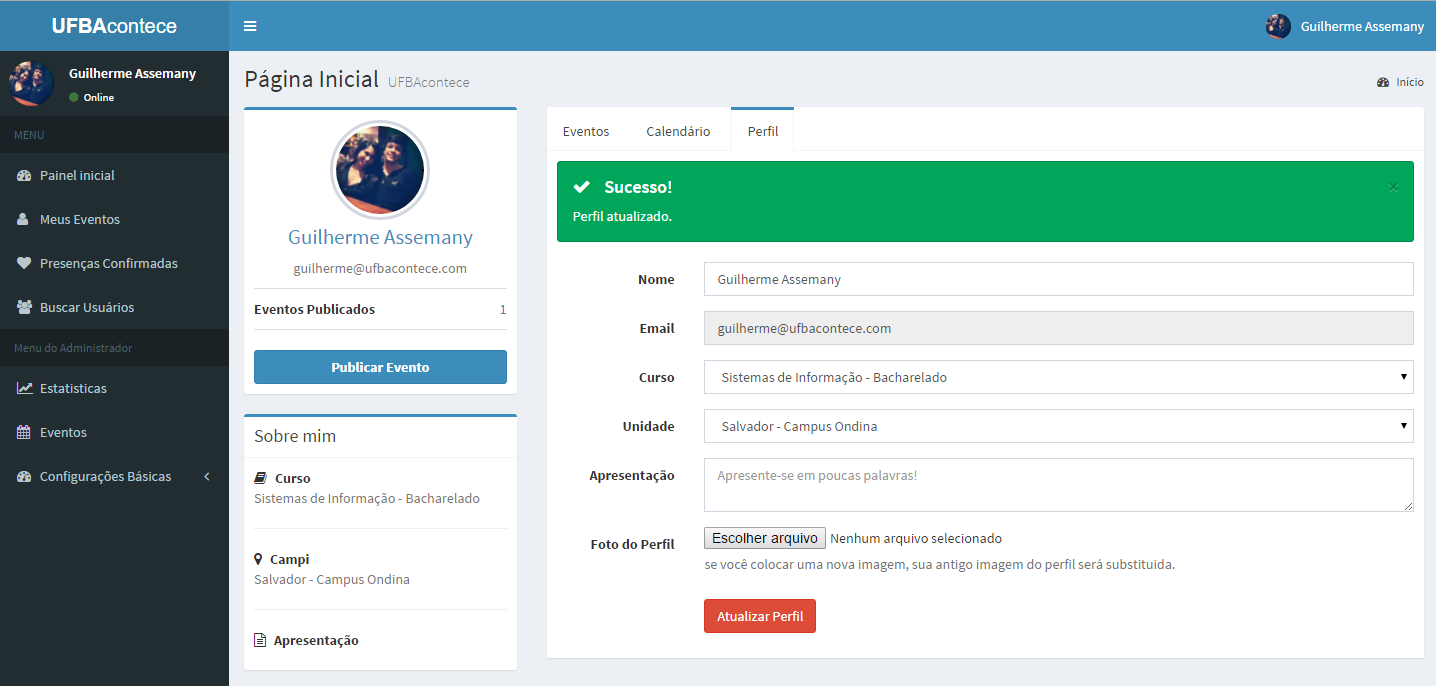 UFBAcontece
Guilherme Assemany
Guilherme Assemany
Online
MENU
Painel inicial
Meus Eventos
Presenças Confirmadas
Buscar Usuários
Menu do Administrador
Estatisticas
Eventos
Configurações Básicas
Página Inicial UFBAcontece
Início
Guilherme Assemany
guilherme@ufbacontece.com
Eventos Publicados 1
Publicar Evento
Sobre mim
Curso
Sistemas de Informação - Bacharelado
Campi
Salvador - Campus Ondina
Apresentação
Eventos Calendário Perfil
Sucesso! ×
Perfil atualizado.
Nome Guilherme Assemany
Email guilherme@ufbacontece.com
Curso Sistemas de Informação - Bacharelado
Unidade Salvador - Campus Ondina
Apresentação Apresente-se em poucas palavras!
Foto do Perfil Escolher arquivo Nenhum arquivo selecionado
se você colocar uma nova imagem, sua antigo imagem do perfil será substituida.
Atualizar Perfil